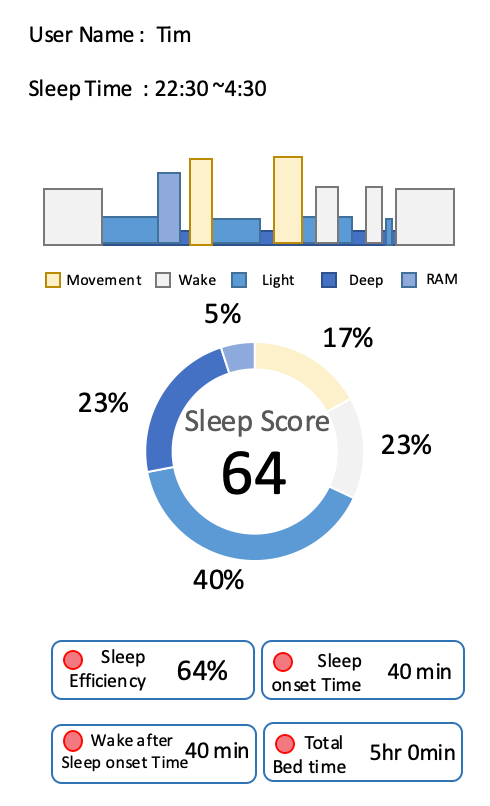 User Name : Tim
Sleep Time : 22:30 ~4:30
Movement Wake Light Deep RAM
5%
17%
23%
23%
Sleep Score
64
40%
Sleep Efficiency 64%
Sleep onset Time 40 min
Wake after Sleep onset Time 40 min
Total Bed time 5hr 0min